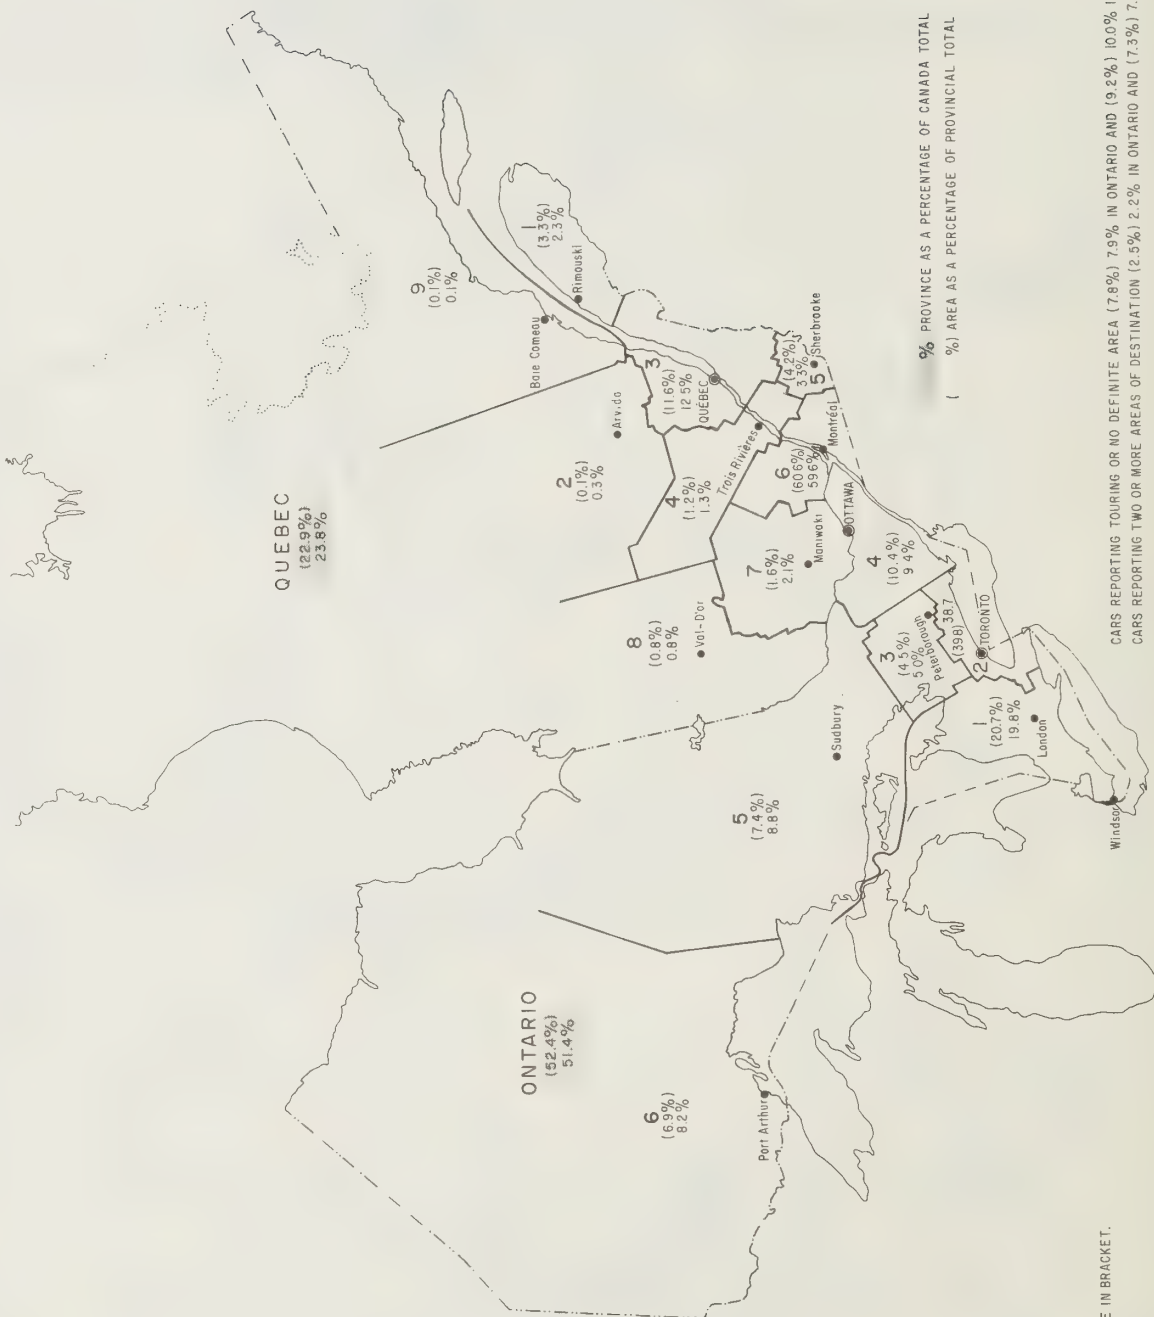 QUEBEC
(22.9%)
23.8%
ONTARIO
(52.4%)
51.4%
9
(0.1%)
0.1%
1
(3.3%)
2.3%
Rimouski
Baie Comeau
Arvida
2
(0.1%)
0.3%
3
(11.6%)
12.5%
QUÉBEC
4
(1.2%)
1.3%
Trois Rivières
(4.2%)
3.3%
5
Sherbrooke
6
(60.6%)
59.6%
Montréal
7
(1.6%)
2.1%
Maniwaki
8
(0.8%)
0.8%
Val-D'or
OTTAWA
4
(10.4%)
9.4%
3
(4.5%)
5.0%
Peterborough
38.7
(39.8)
2
TORONTO
1
(20.7%)
19.8%
London
Windsor
Sudbury
5
(7.4%)
8.8%
6
(6.9%)
8.2%
Port Arthur
% PROVINCE AS A PERCENTAGE OF CANADA TOTAL
( %) AREA AS A PERCENTAGE OF PROVINCIAL TOTAL
CARS REPORTING TOURING OR NO DEFINITE AREA (7.8%) 7.9% IN ONTARIO AND (9.2%) 10.0%
CARS REPORTING TWO OR MORE AREAS OF DESTINATION (2.5%) 2.2% IN ONTARIO AND (7.3%) 7.
IN BRACKET.